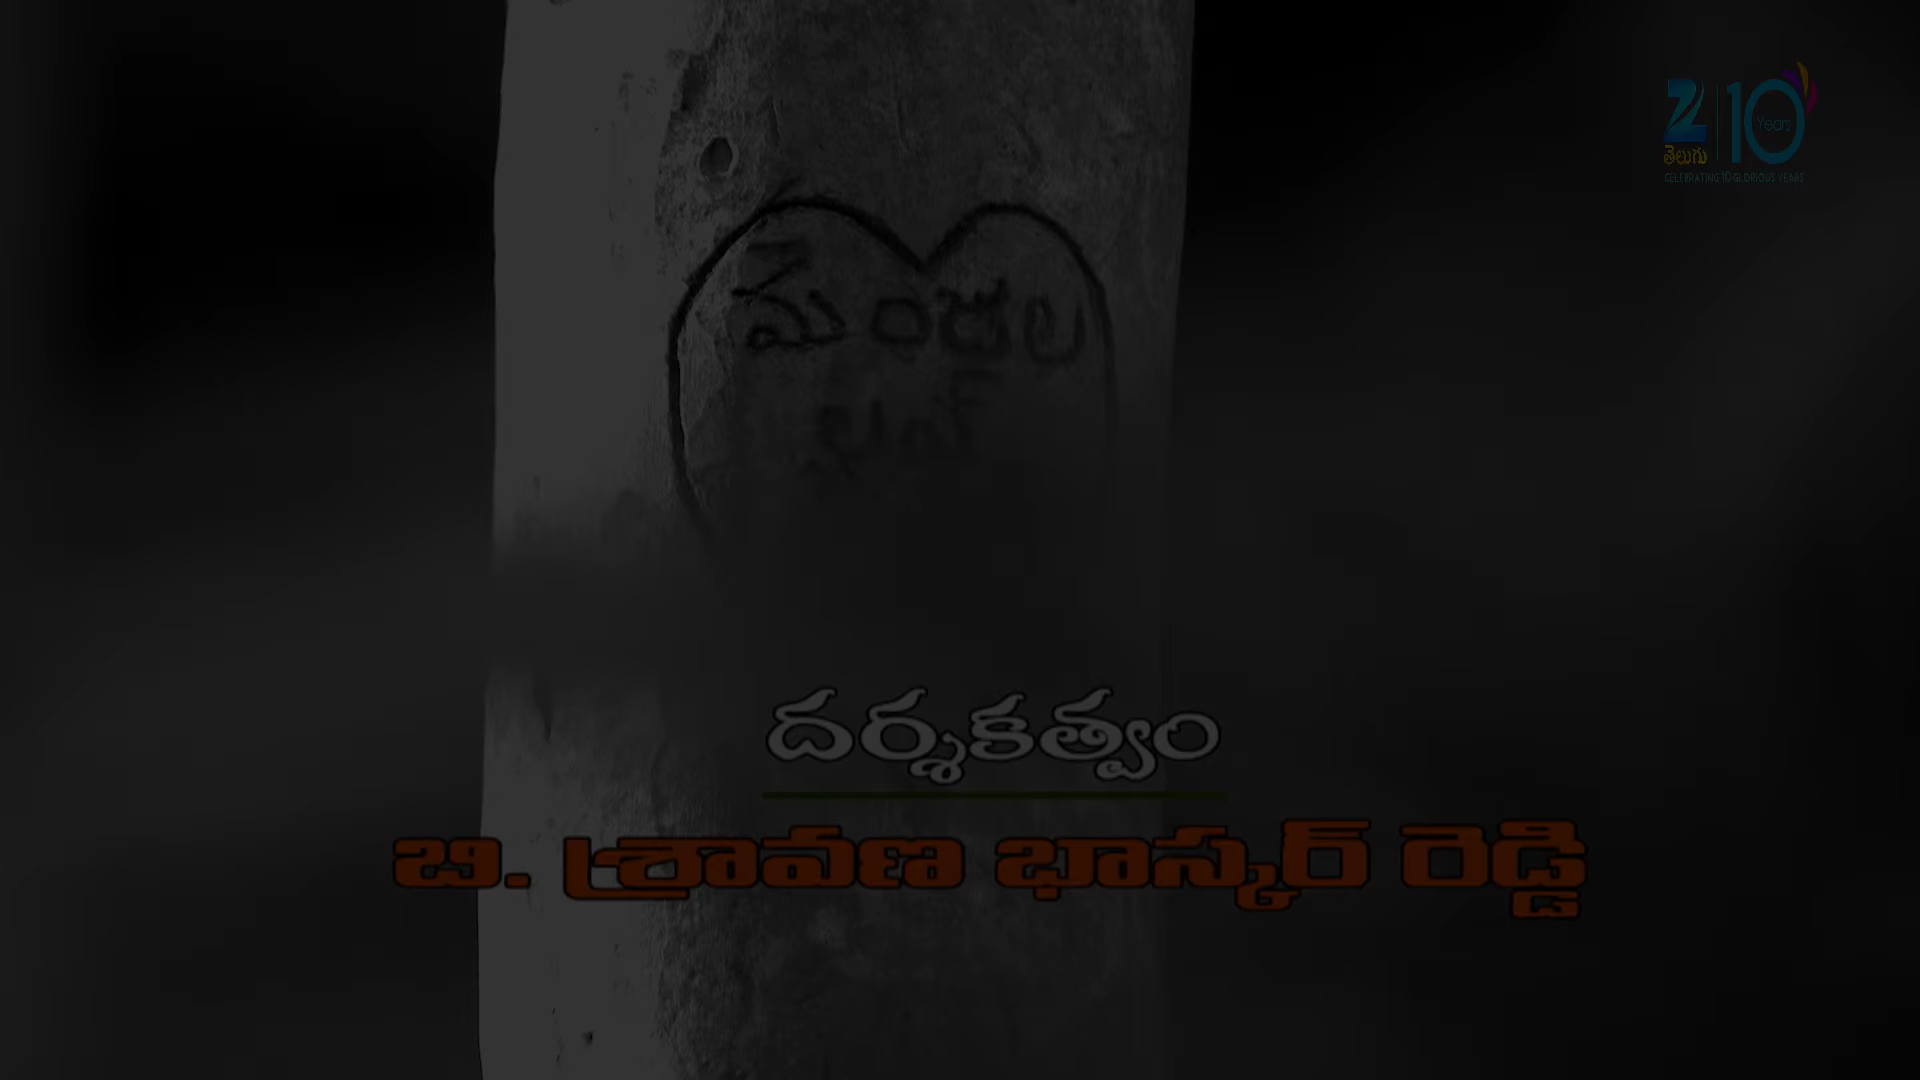 Z 10 Years
తెలుగు
CELEBRATING 10 GLORIOUS YEARS
మంజుల
దర్శకత్వం
బి. శ్రావణ భాస్కర్ రెడ్డి